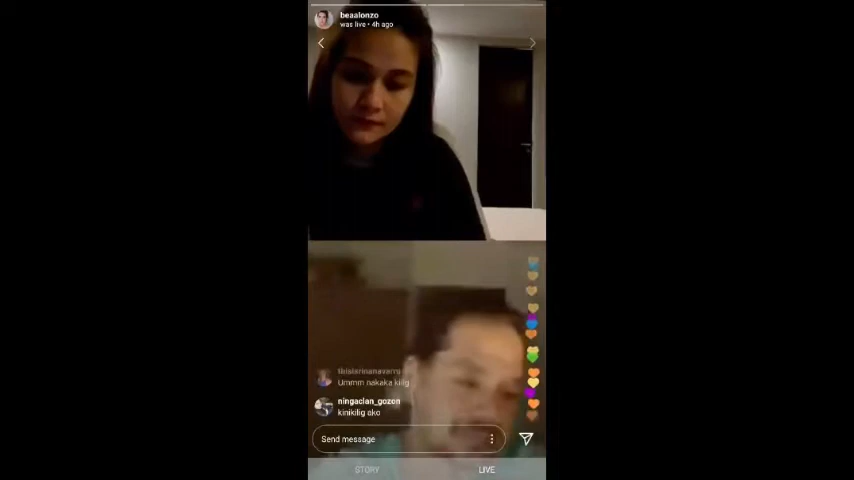 beaalonzo
was live • 4h ago
Ummm nakaka kilig
ningaclan_gozon
kinikilig ako
Send message
STORY
LIVE